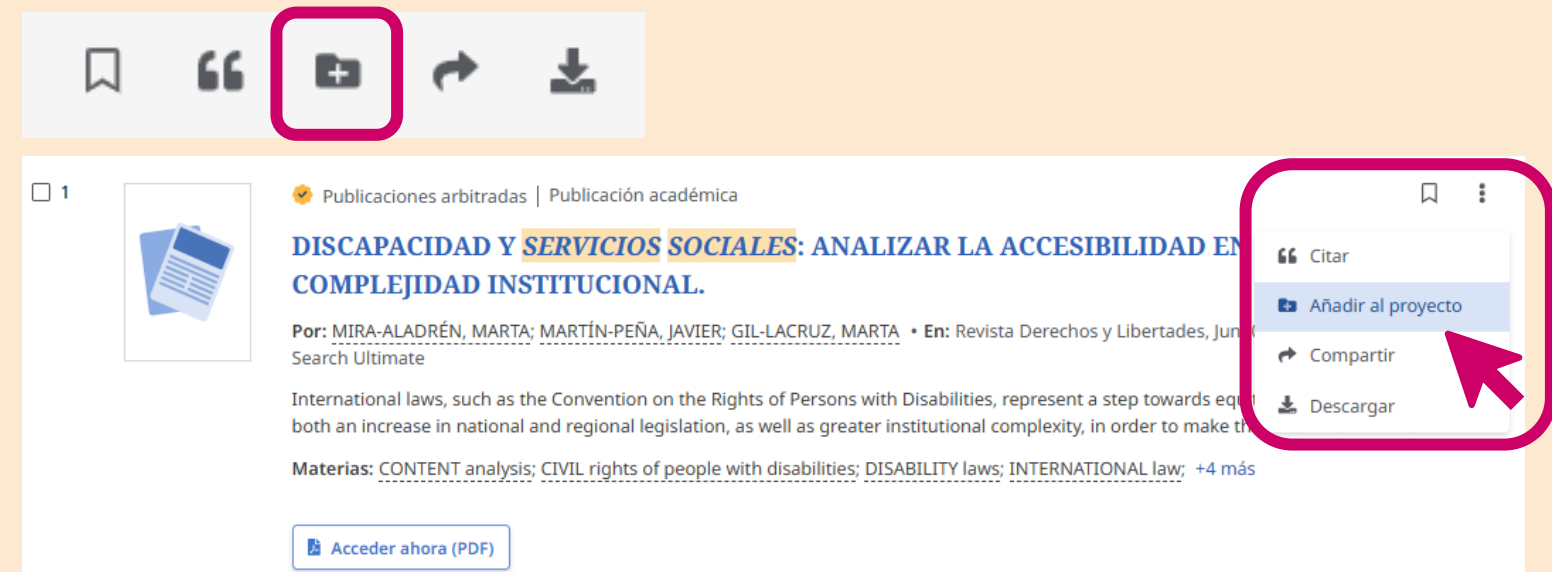 1
Publicaciones arbitradas | Publicación académica
DISCAPACIDAD Y SERVICIOS SOCIALES: ANALIZAR LA ACCESIBILIDAD EN
COMPLEJIDAD INSTITUCIONAL.
Por: MIRA-ALADRÉN, MARTA; MARTÍN-PEÑA, JAVIER; GIL-LACRUZ, MARTA • En: Revista Derechos y Libertades, Jun
Search Ultimate
International laws, such as the Convention on the Rights of Persons with Disabilities, represent a step towards
both an increase in national and regional legislation, as well as greater institutional complexity, in order to make
Materias: CONTENT analysis; CIVIL rights of people with disabilities; DISABILITY laws; INTERNATIONAL law; +4 más
Acceder ahora (PDF)
Citar
Añadir al proyecto
Compartir
Descargar